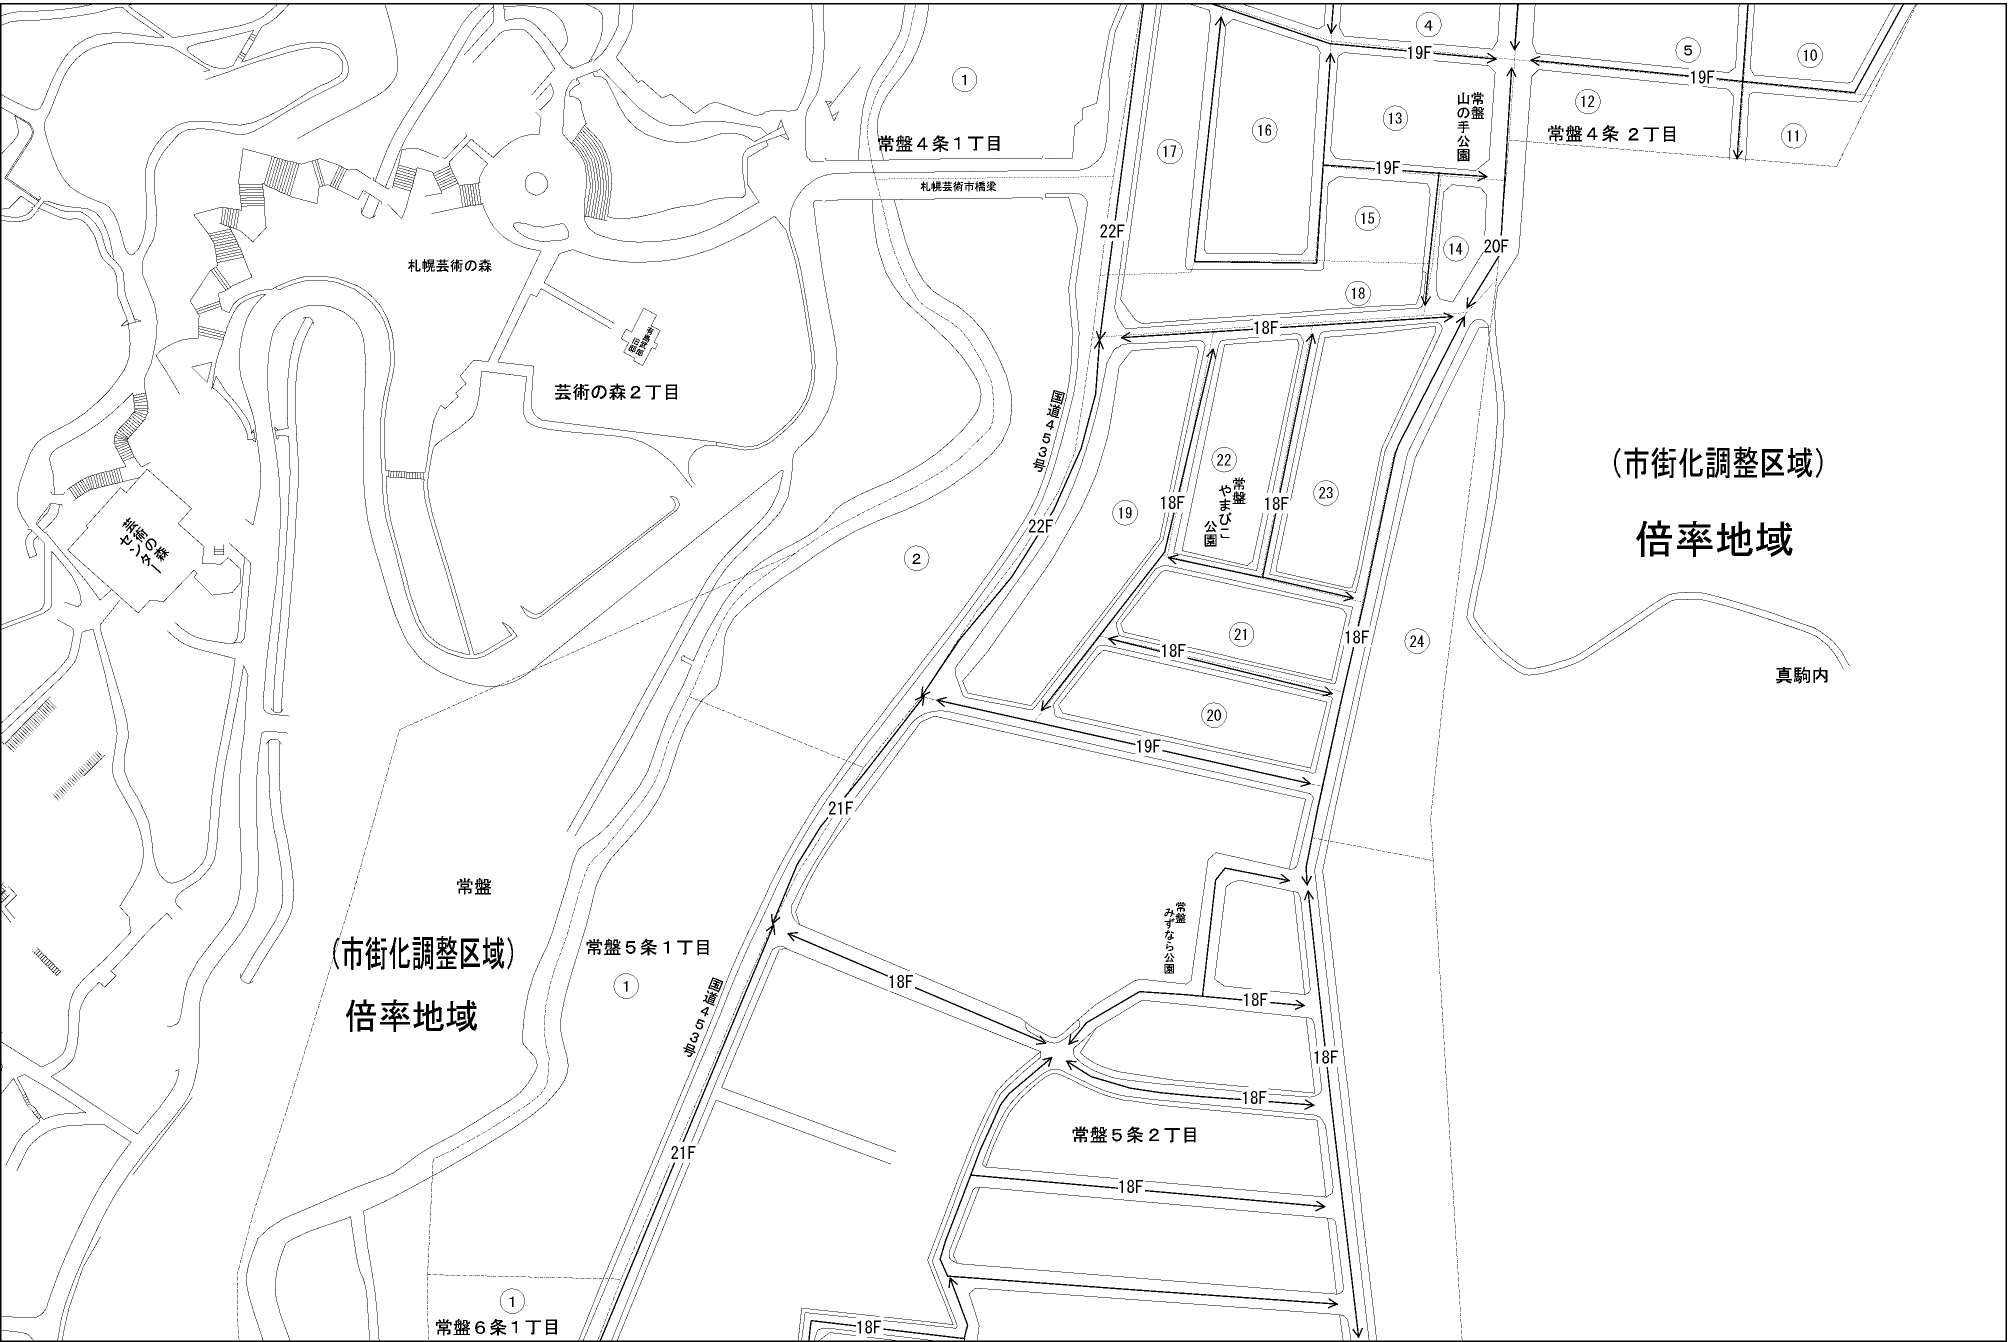 4
19F
5
10
19F
1
常盤
山の手公園
12
13
16
常盤４条２丁目
11
常盤４条１丁目
17
19F
札幌芸術市橋梁
15
22F
14
20F
札幌芸術の森
18
18F
有島武郎
旧邸
芸術の森２丁目
国道４５３号
22
常盤
やまびこ
公園
23
18F
18F
19
22F
（市街化調整区域）
倍率地域
芸術の森
センター
2
21
18F
18F
24
真駒内
20
19F
21F
常盤
（市街化調整区域）
倍率地域
常盤５条１丁目
1
常盤
みずなら公園
18F
国道４５３号
18F
18F
18F
常盤５条２丁目
21F
18F
1
常盤６条１丁目
18F